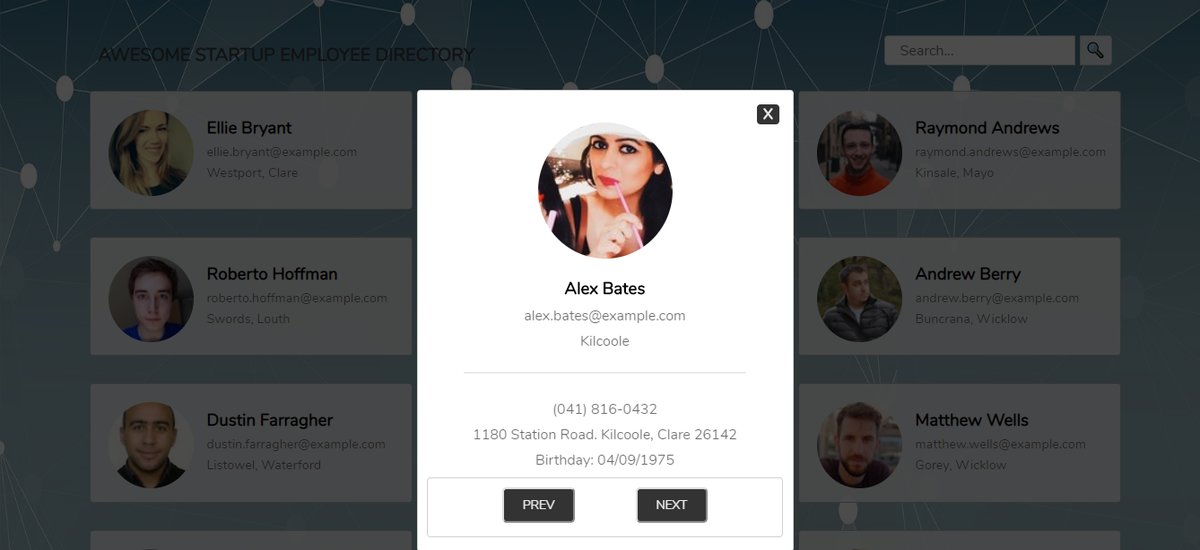 AWESOME STARTUP EMPLOYEE DIRECTORY
Search...
Ellie Bryant
ellie.bryant@example.com
Westport, Clare
X
Alex Bates
alex.bates@example.com
Kilcoole
(041) 816-0432
1180 Station Road. Kilcoole, Clare 26142
Birthday: 04/09/1975
PREV
NEXT
Raymond Andrews
raymond.andrews@example.com
Kinsale, Mayo
Roberto Hoffman
roberto.hoffman@example.com
Swords, Louth
Andrew Berry
andrew.berry@example.com
Buncrana, Wicklow
Dustin Farragher
dustin.farragher@example.com
Listowel, Waterford
Matthew Wells
matthew.wells@example.com
Gorey, Wicklow